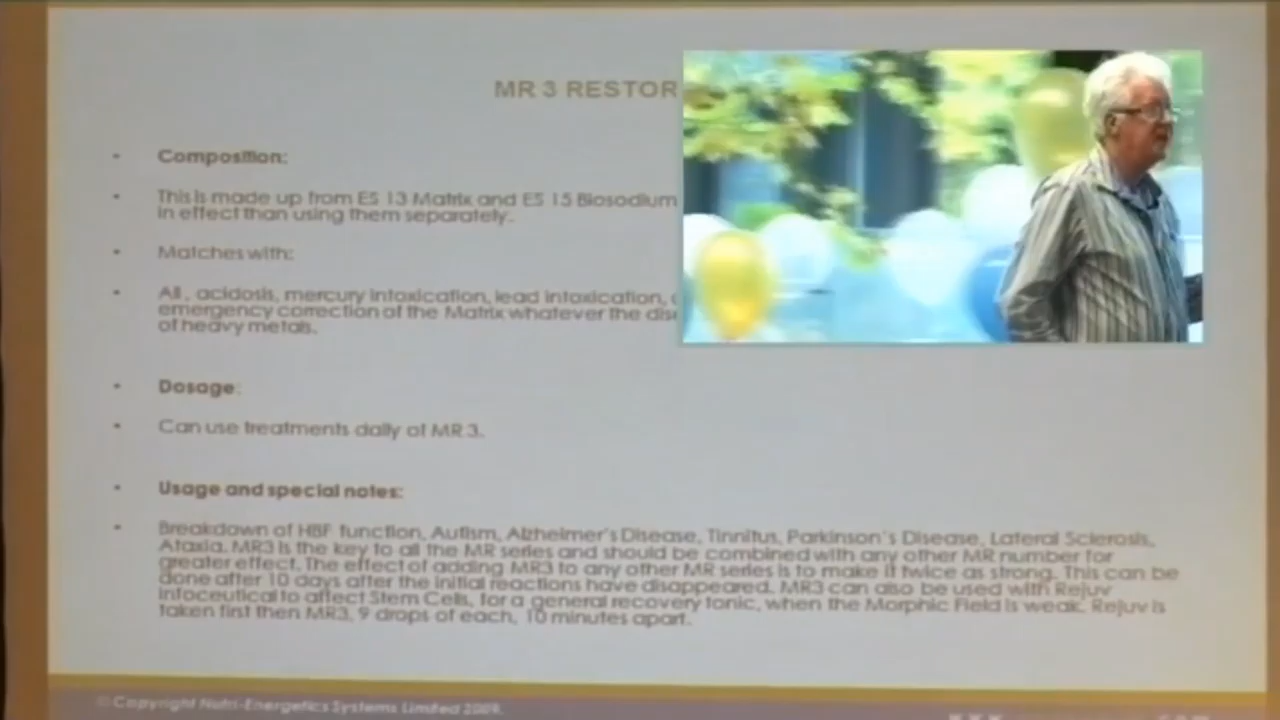 MR 3 RESTOR
• Composition:
• This is made up from ES 13 Matrix and ES 15 Biosodium
in effect than using them separately.
• Matches with:
• All, acidosis, mercury intoxication, lead intoxication,
emergency correction of the Matrix whatever the
of heavy metals.
• Dosage:
• Can use treatments daily of MR 3.
• Usage and special notes:
• Breakdown of HBF function, Autism, Alzheimer's Disease, Tinnitus, Parkinson's Disease, Lateral Sclerosis,
Ataxia. MR3 is the key to all the MR series and should be combined with any other MR number for
greater effect. The effect of adding MR3 to any other MR series is to make it twice as strong. This can be
done after 10 days after the initial reactions have disappeared. MR3 can also be used with Rejuv
Infoceutical to affect Stem Cells, for a general recovery tonic, when the Morphic Field is weak. Rejuv is
taken first then MR3, 9 drops of each, 10 minutes apart.
© Copyright Nutri-Energetics Systems Limited 2009.